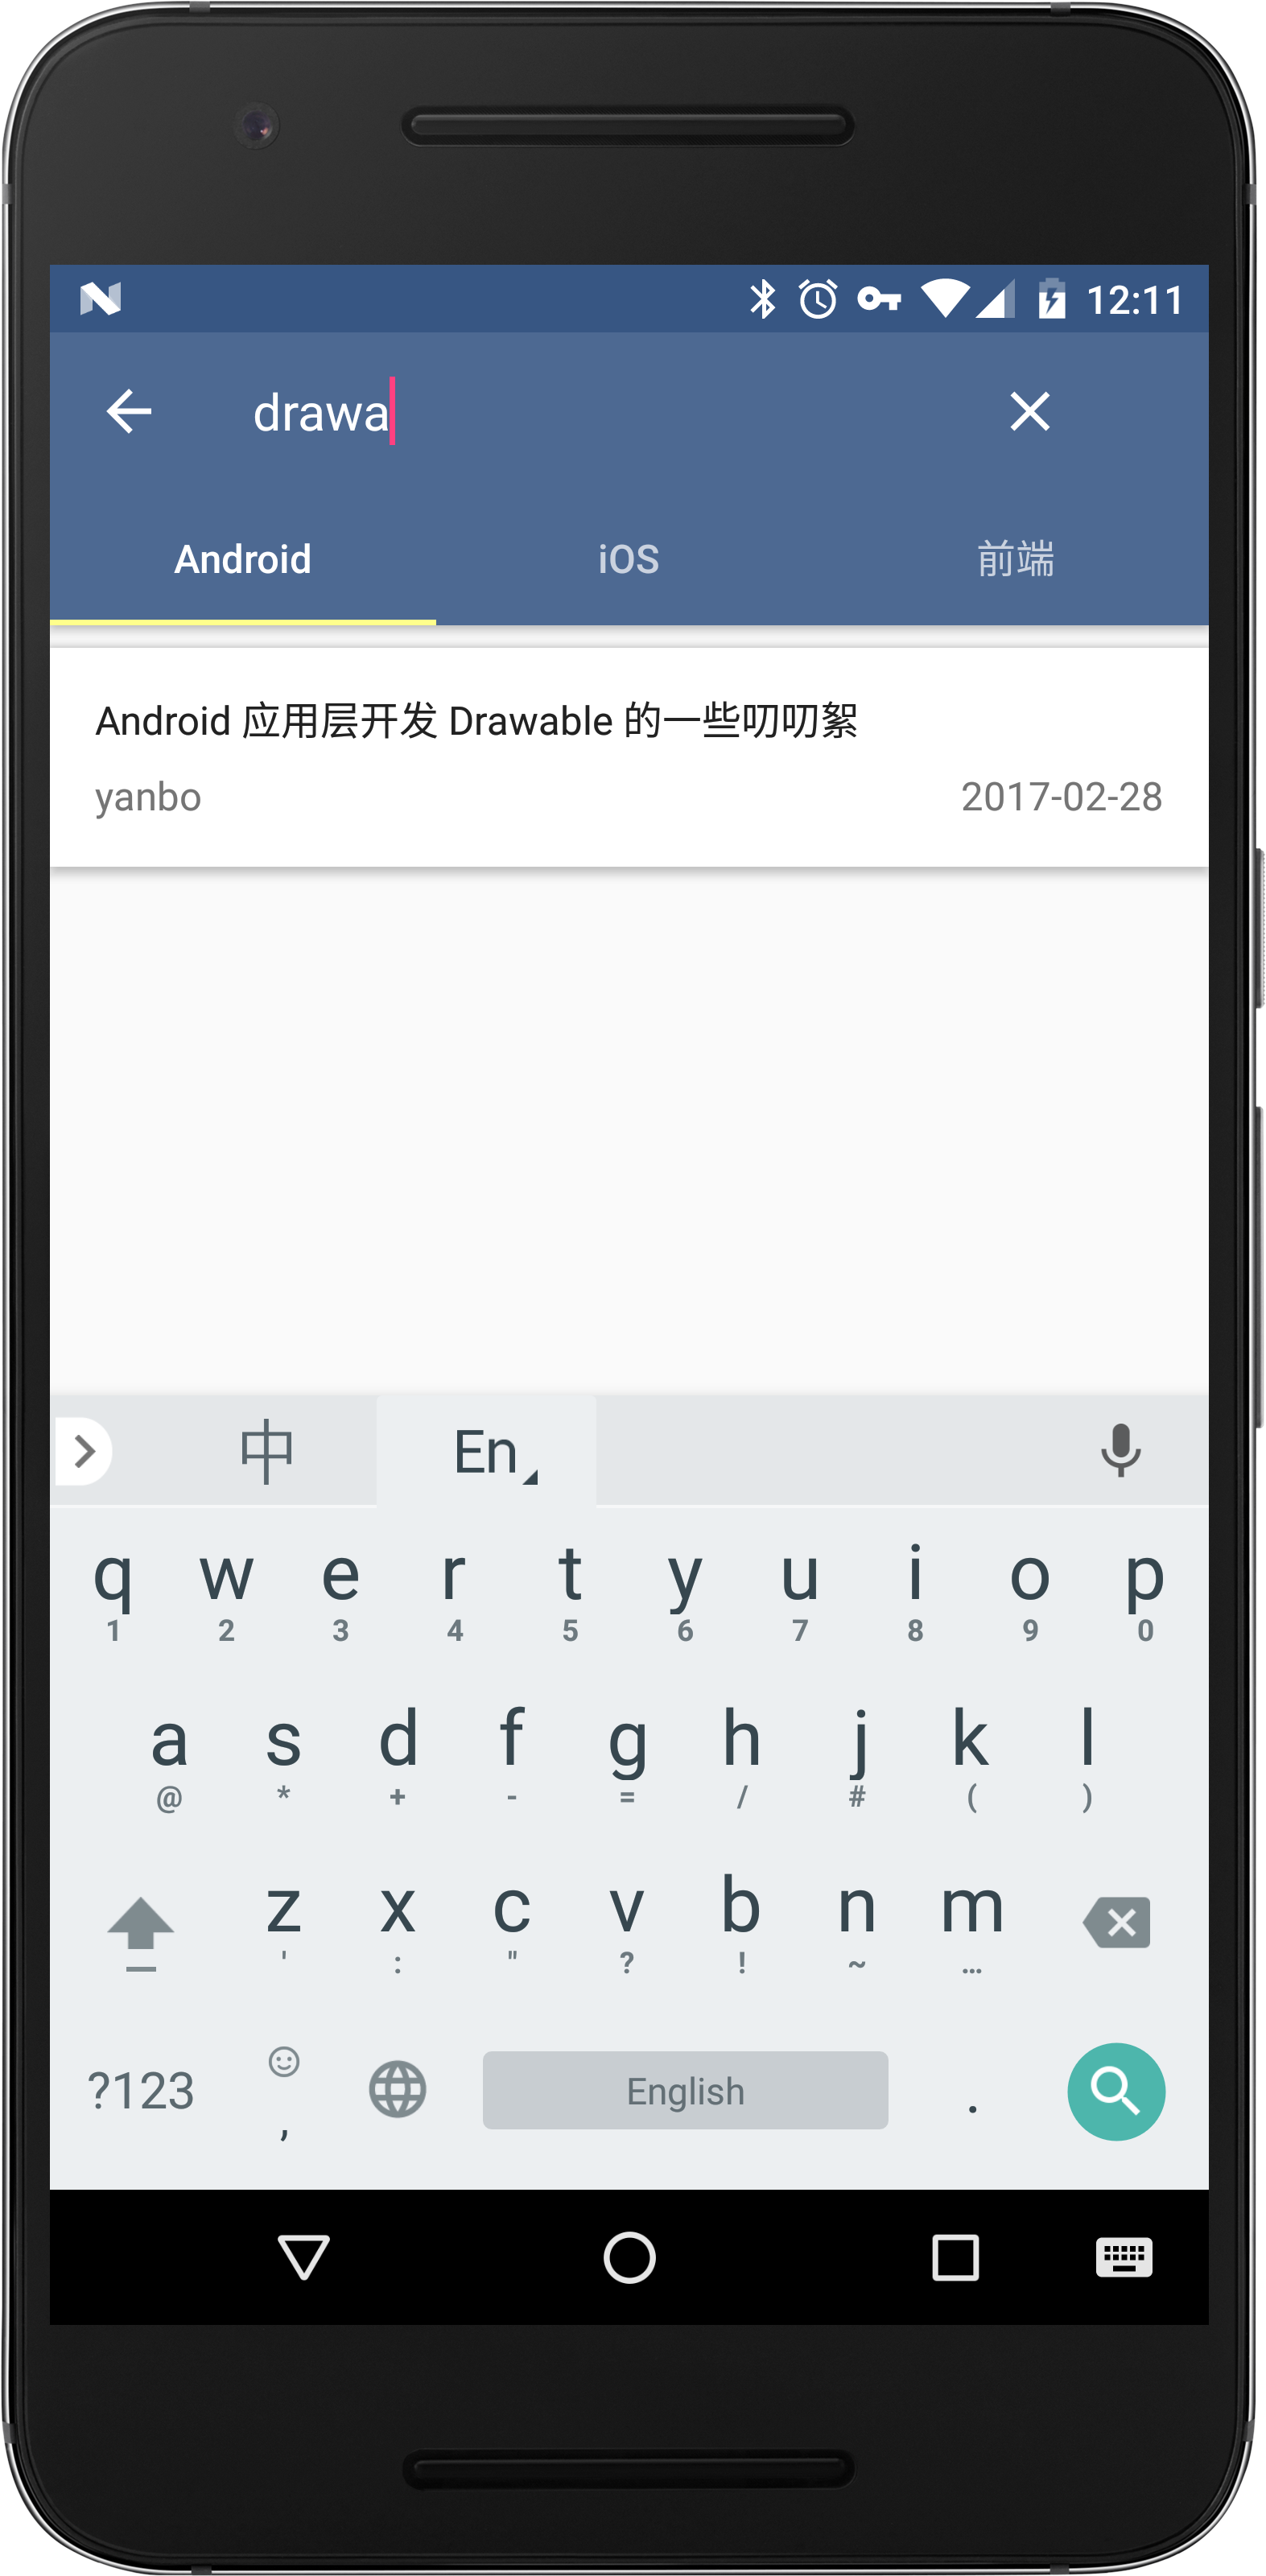 12:11
drawa
Android iOS 前端
Android 应用层开发 Drawable 的一些叨叨絮
yanbo 2017-02-28
中 En
q w e r t y u i o p
1 2 3 4 5 6 7 8 9 0
a s d f g h j k l
@ * + - = / # ( )
z x c v b n m
' : " ? ! ~ …
?123 , English .